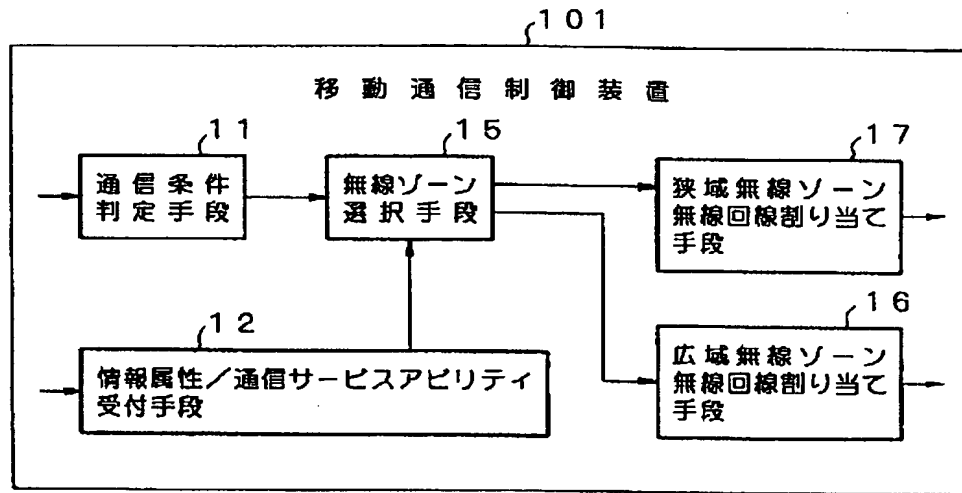 101
移動通信制御装置
11
通信条件
判定手段
15
無線ゾーン
選択手段
17
狭域無線ゾーン
無線回線割り当て
手段
12
情報属性／通信サービスアビリティ
受付手段
16
広域無線ゾーン
無線回線割り当て
手段